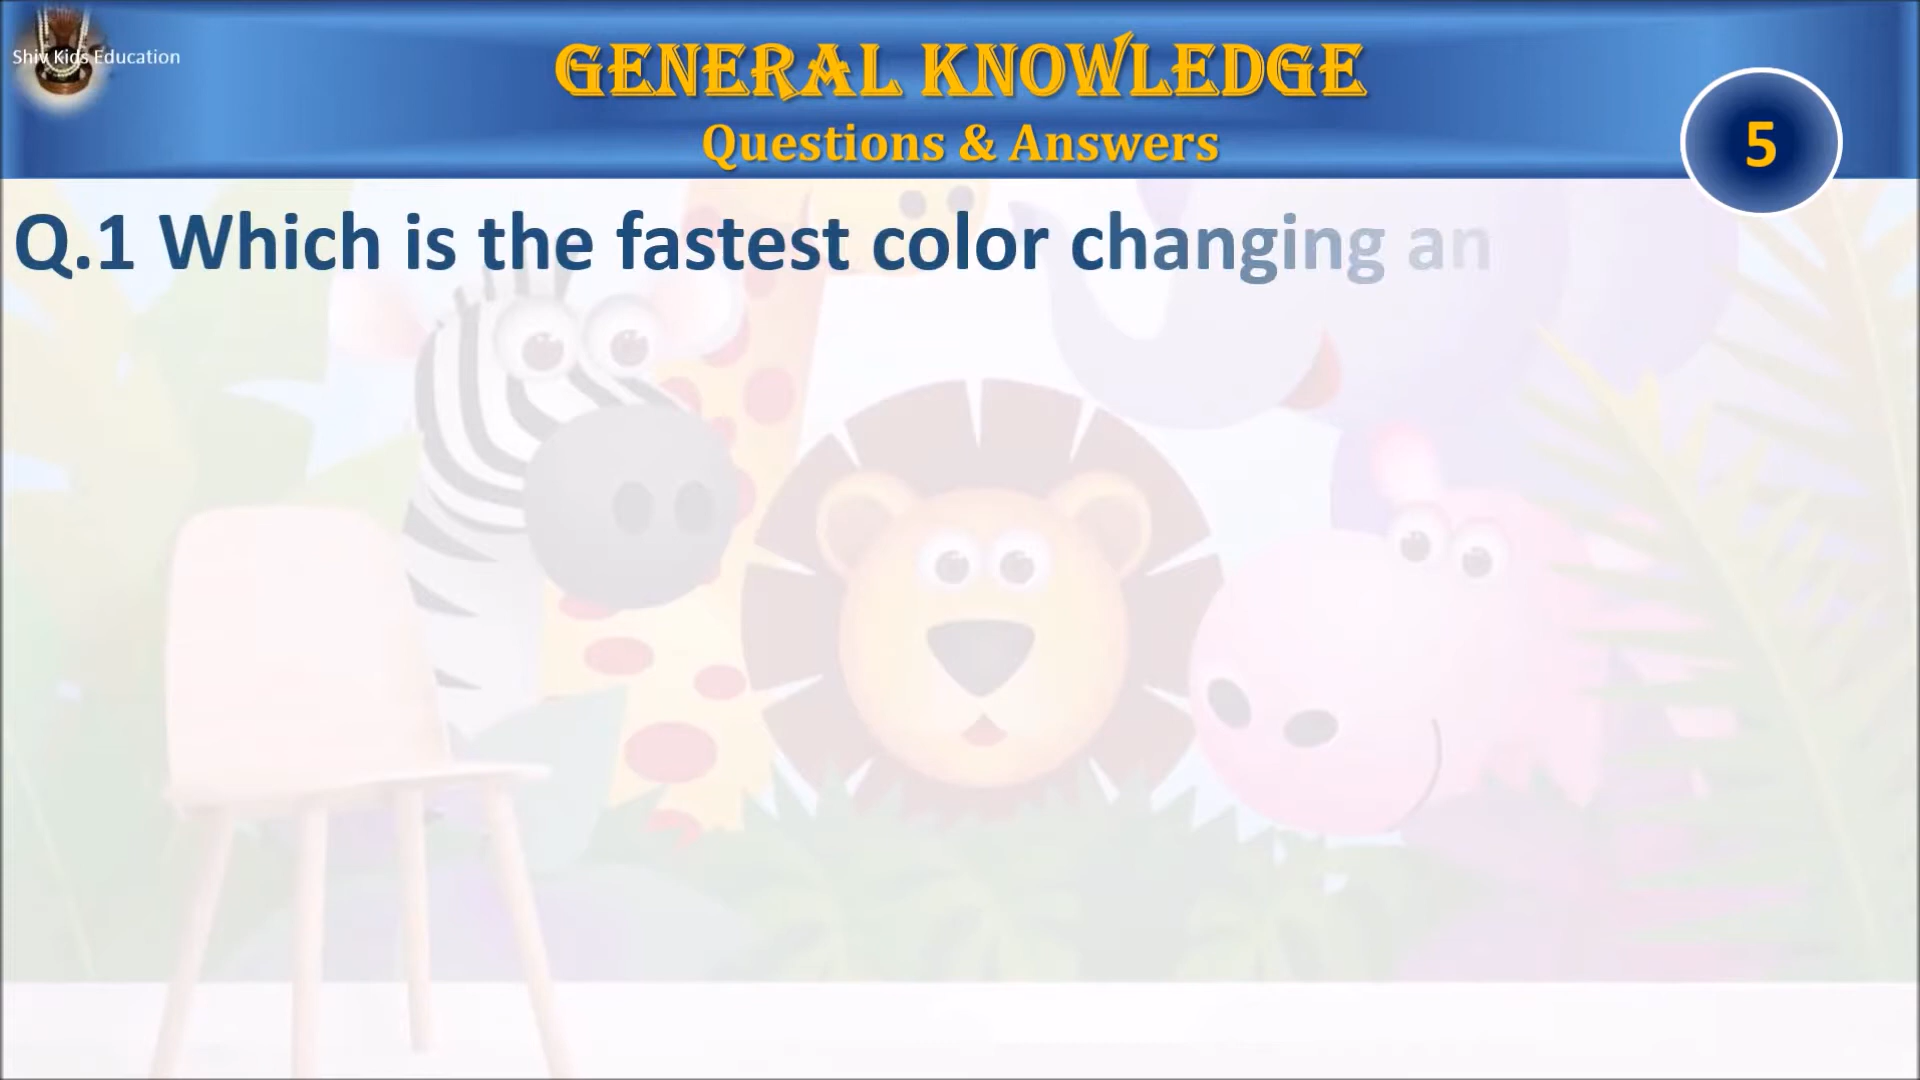 Shiv Kids Education
GENERAL KNOWLEDGE
Questions & Answers
5
Q.1 Which is the fastest color changing an